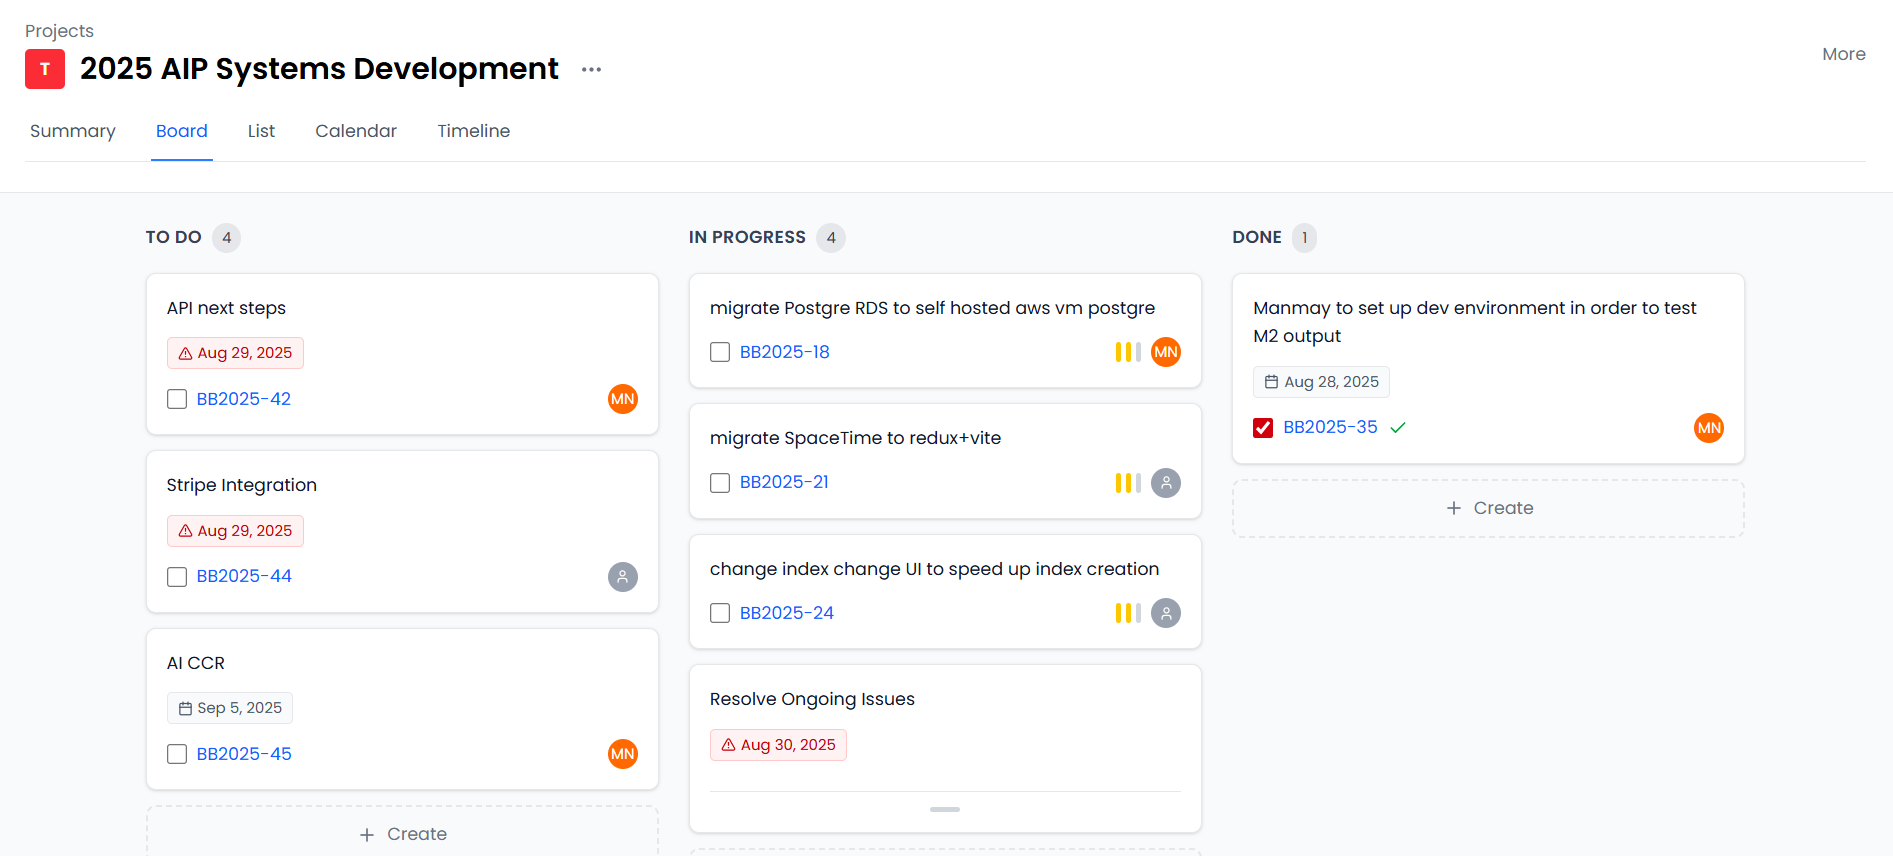 Projects
T
2025 AIP Systems Development
More
Summary
Board
List
Calendar
Timeline
TO DO 4
API next steps
Aug 29, 2025
BB2025-42
MN
Stripe Integration
Aug 29, 2025
BB2025-44
AI CCR
Sep 5, 2025
BB2025-45
MN
+ Create
IN PROGRESS 4
migrate Postgre RDS to self hosted aws vm postgre
BB2025-18
MN
migrate SpaceTime to redux+vite
BB2025-21
change index change UI to speed up index creation
BB2025-24
Resolve Ongoing Issues
Aug 30, 2025
DONE 1
Manmay to set up dev environment in order to test
M2 output
Aug 28, 2025
BB2025-35
MN
+ Create